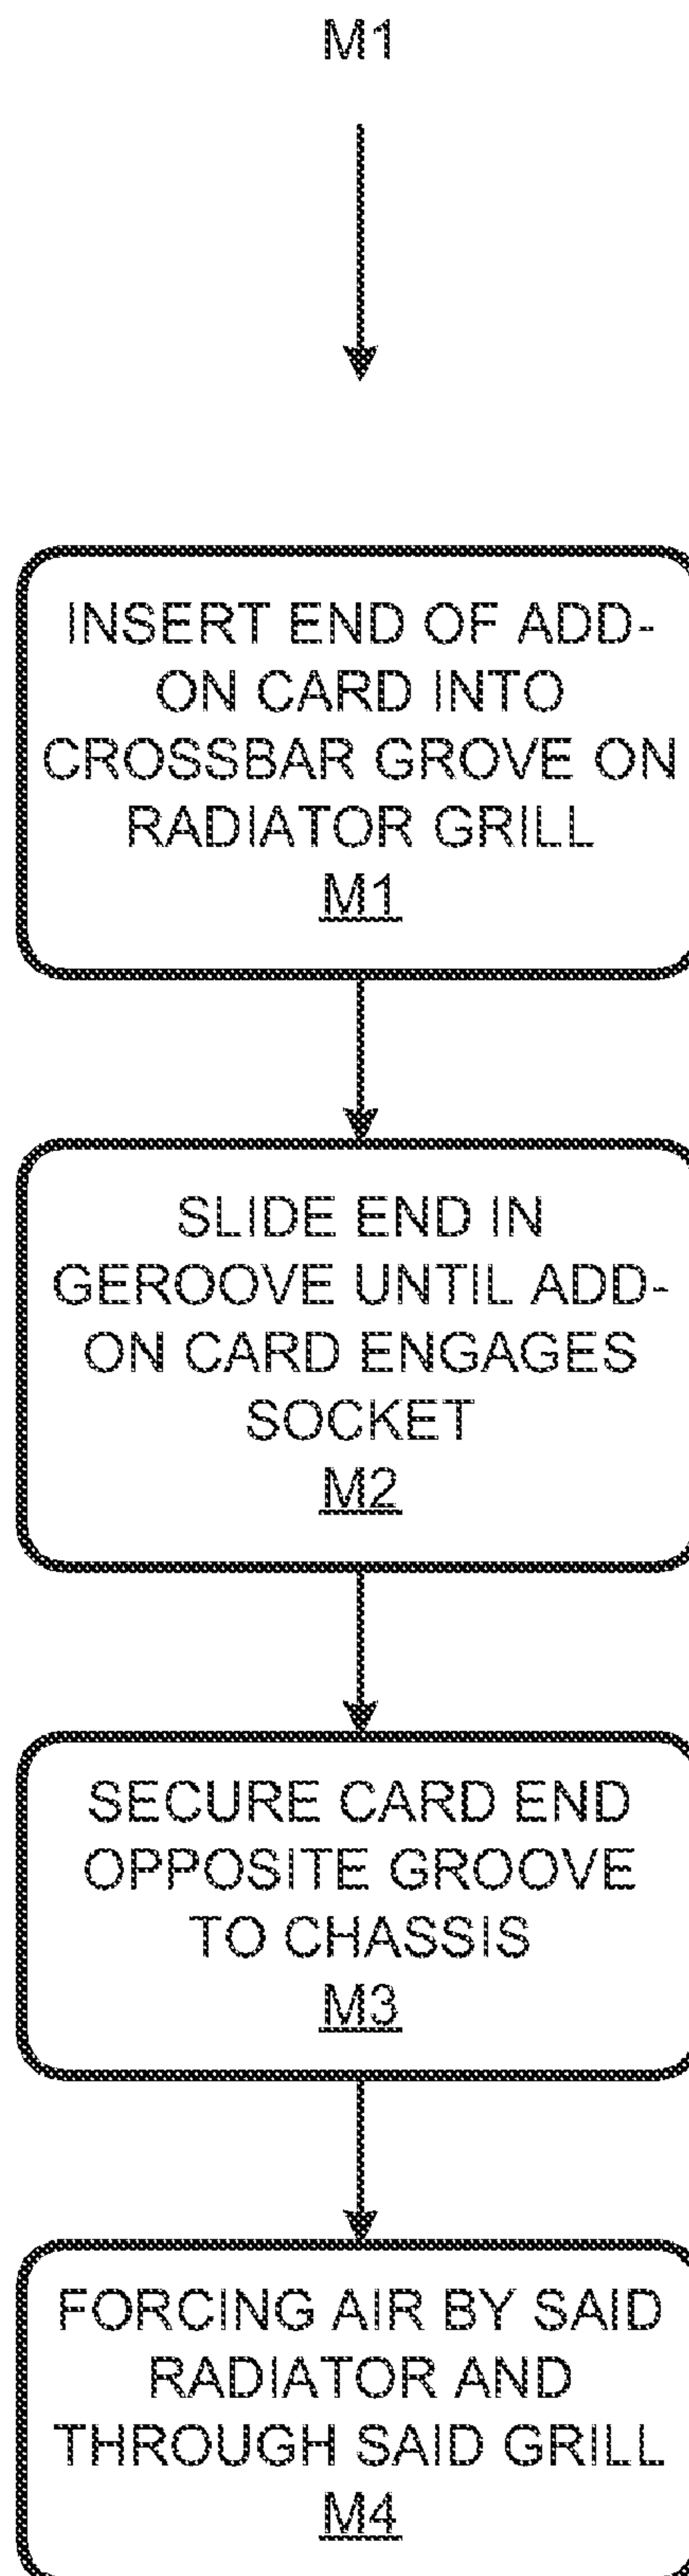 M1
INSERT END OF ADD-
ON CARD INTO
CROSSBAR GROVE ON
RADIATOR GRILL
M1
SLIDE END IN
GEROOVE UNTIL ADD-
ON CARD ENGAGES
SOCKET
M2
SECURE CARD END
OPPOSITE GROOVE
TO CHASSIS
M3
FORCING AIR BY SAID
RADIATOR AND
THROUGH SAID GRILL
M4